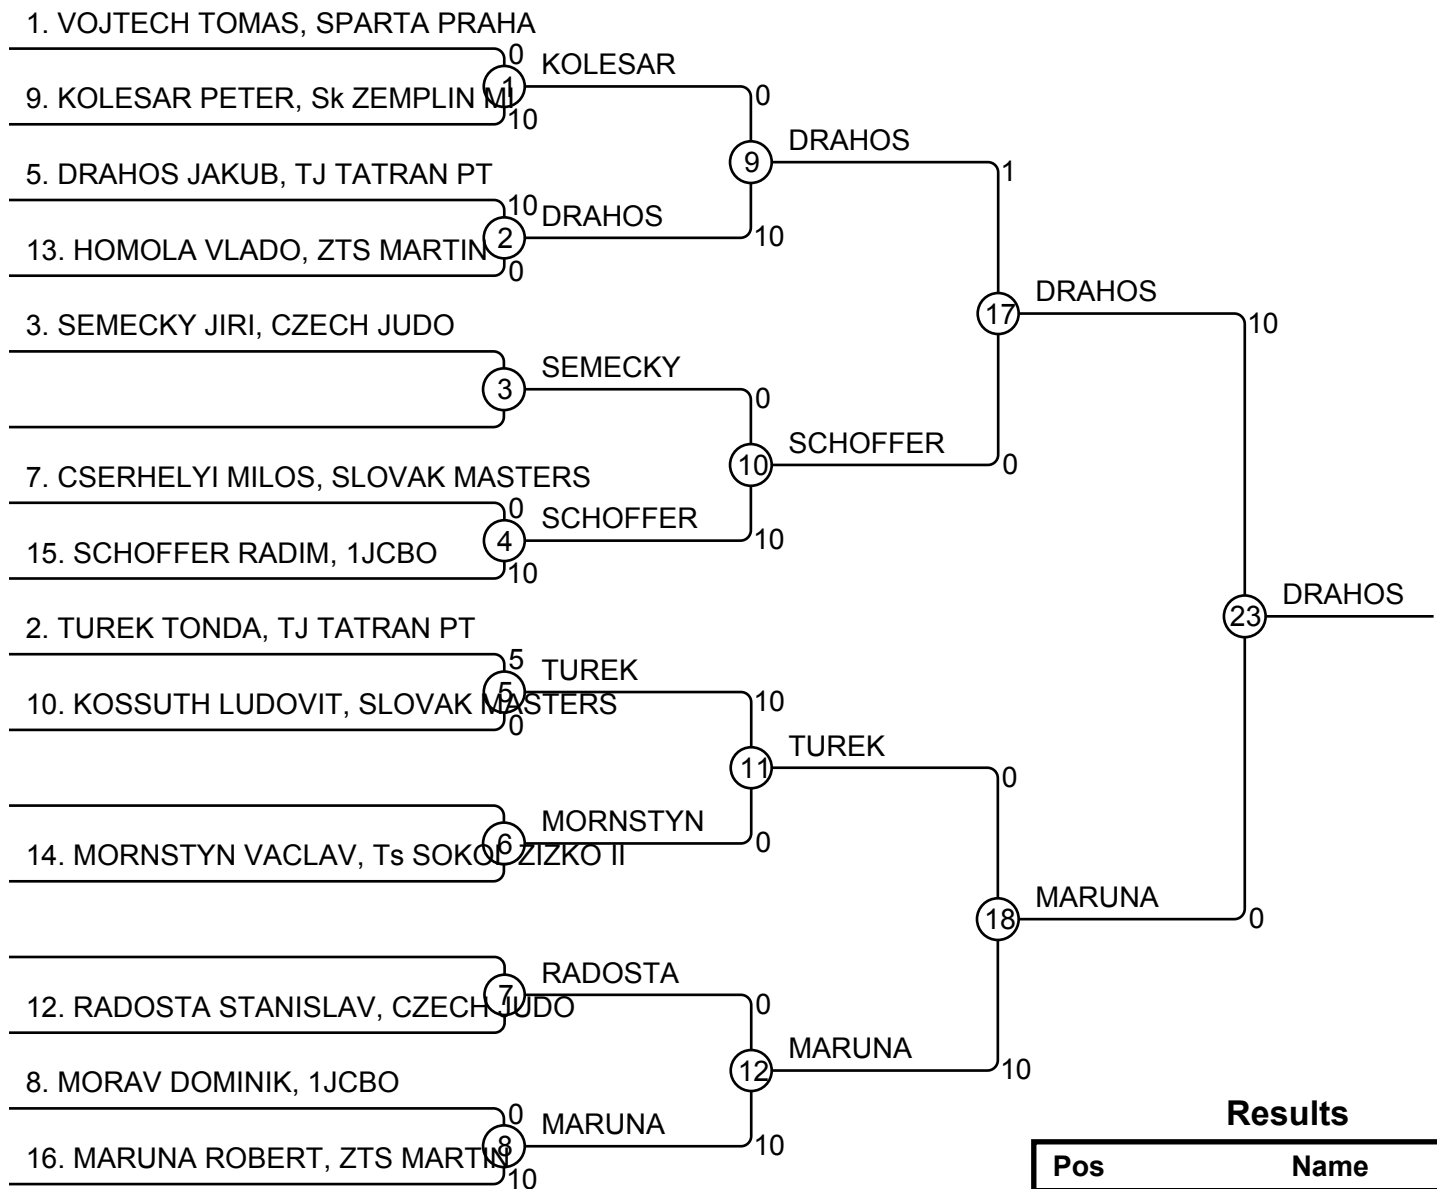 1. VOJTECH TOMAS, SPARTA PRAHA
0
1
KOLESAR
9. KOLESAR PETER, Sk ZEMPLIN MI
10
0
9
DRAHOS
5. DRAHOS JAKUB, TJ TATRAN PT
10
2
DRAHOS
10
13. HOMOLA VLADO, ZTS MARTIN
0
1
17
DRAHOS
3. SEMECKY JIRI, CZECH JUDO
3
SEMECKY
0
10
SCHOFFER
0
7. CSERHELYI MILOS, SLOVAK MASTERS
0
4
SCHOFFER
10
15. SCHOFFER RADIM, 1JCBO
10
10
23
DRAHOS
2. TUREK TONDA, TJ TATRAN PT
5
5
TUREK
10
10. KOSSUTH LUDOVIT, SLOVAK MASTERS
0
11
TUREK
0
6
MORNSTYN
0
14. MORNSTYN VACLAV, Ts SOKOL ZIZKO II
18
MARUNA
0
7
RADOSTA
0
12. RADOSTA STANISLAV, CZECH JUDO
12
MARUNA
10
8. MORAV DOMINIK, 1JCBO
0
8
MARUNA
10
16. MARUNA ROBERT, ZTS MARTIN
10
Results
Pos Name